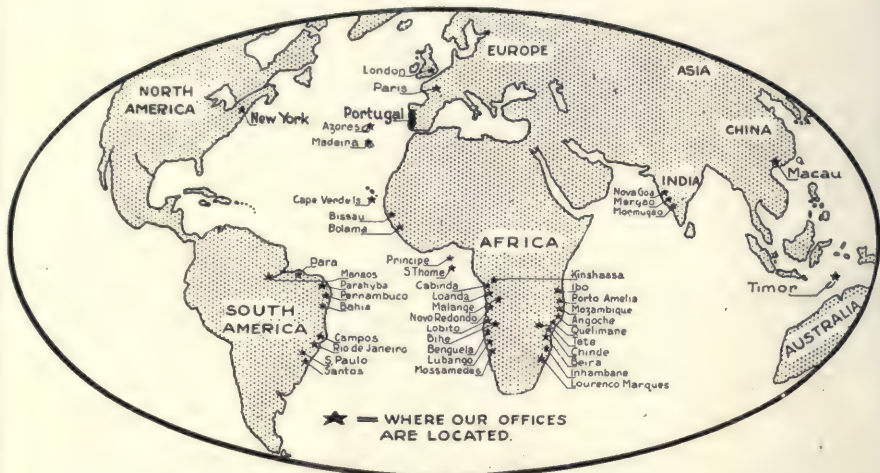 EUROPE
ASIA
NORTH
AMERICA
London
Paris
New York
Portugal
Azores
Madeira
CHINA
Macau
INDIA
Nova Goa
Margão
Mormugão
Cape Verde Is
Bissau
Bolama
AFRICA
Principe
S Thome
Para
Manaos
Parahyba
Pernambuco
Bahia
SOUTH
AMERICA
Campos
Rio de Janeiro
S Paulo
Santos
Cabinda
Loanda
Malange
Novo Redondo
Lobito
Bihe
Benguela
Lubango
Mossamedes
Kinshassa
Ibo
Porto Amelia
Mozambique
Angoche
Quelimane
Tete
Chinde
Beira
Inhambane
Lourenco Marques
Timor
AUSTRALIA
★ = WHERE OUR OFFICES
ARE LOCATED.